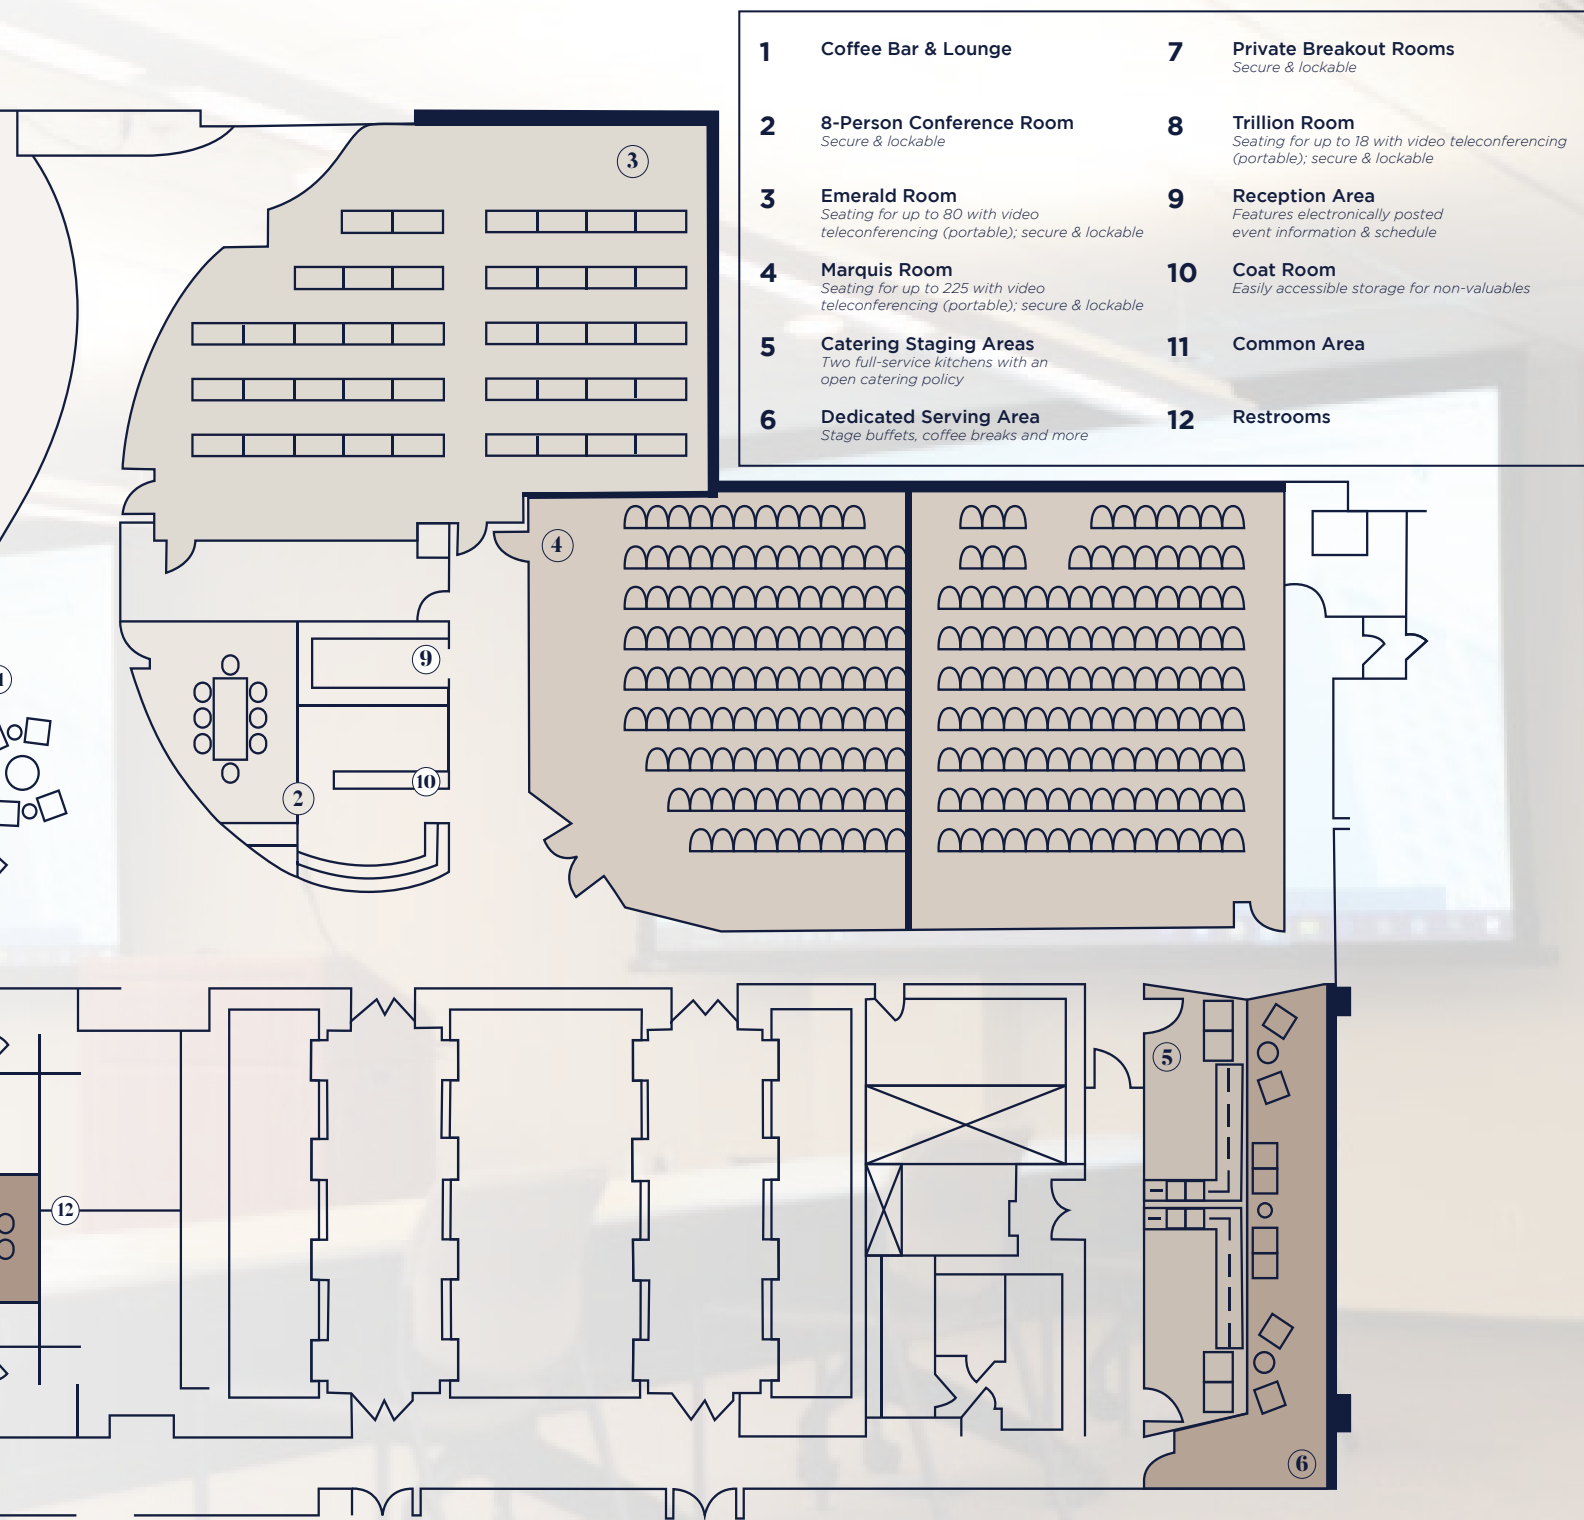 1 Coffee Bar & Lounge
2 8-Person Conference Room
Secure & lockable
3 Emerald Room
Seating for up to 80 with video
teleconferencing (portable); secure & lockable
4 Marquis Room
Seating for up to 225 with video
teleconferencing (portable); secure & lockable
5 Catering Staging Areas
Two full-service kitchens with an
open catering policy
6 Dedicated Serving Area
Stage buffets, coffee breaks and more
7 Private Breakout Rooms
Secure & lockable
8 Trillion Room
Seating for up to 18 with video teleconferencing
(portable); secure & lockable
9 Reception Area
Features electronically posted
event information & schedule
10 Coat Room
Easily accessible storage for non-valuables
11 Common Area
12 Restrooms
3
4
9
10
2
5
12
6